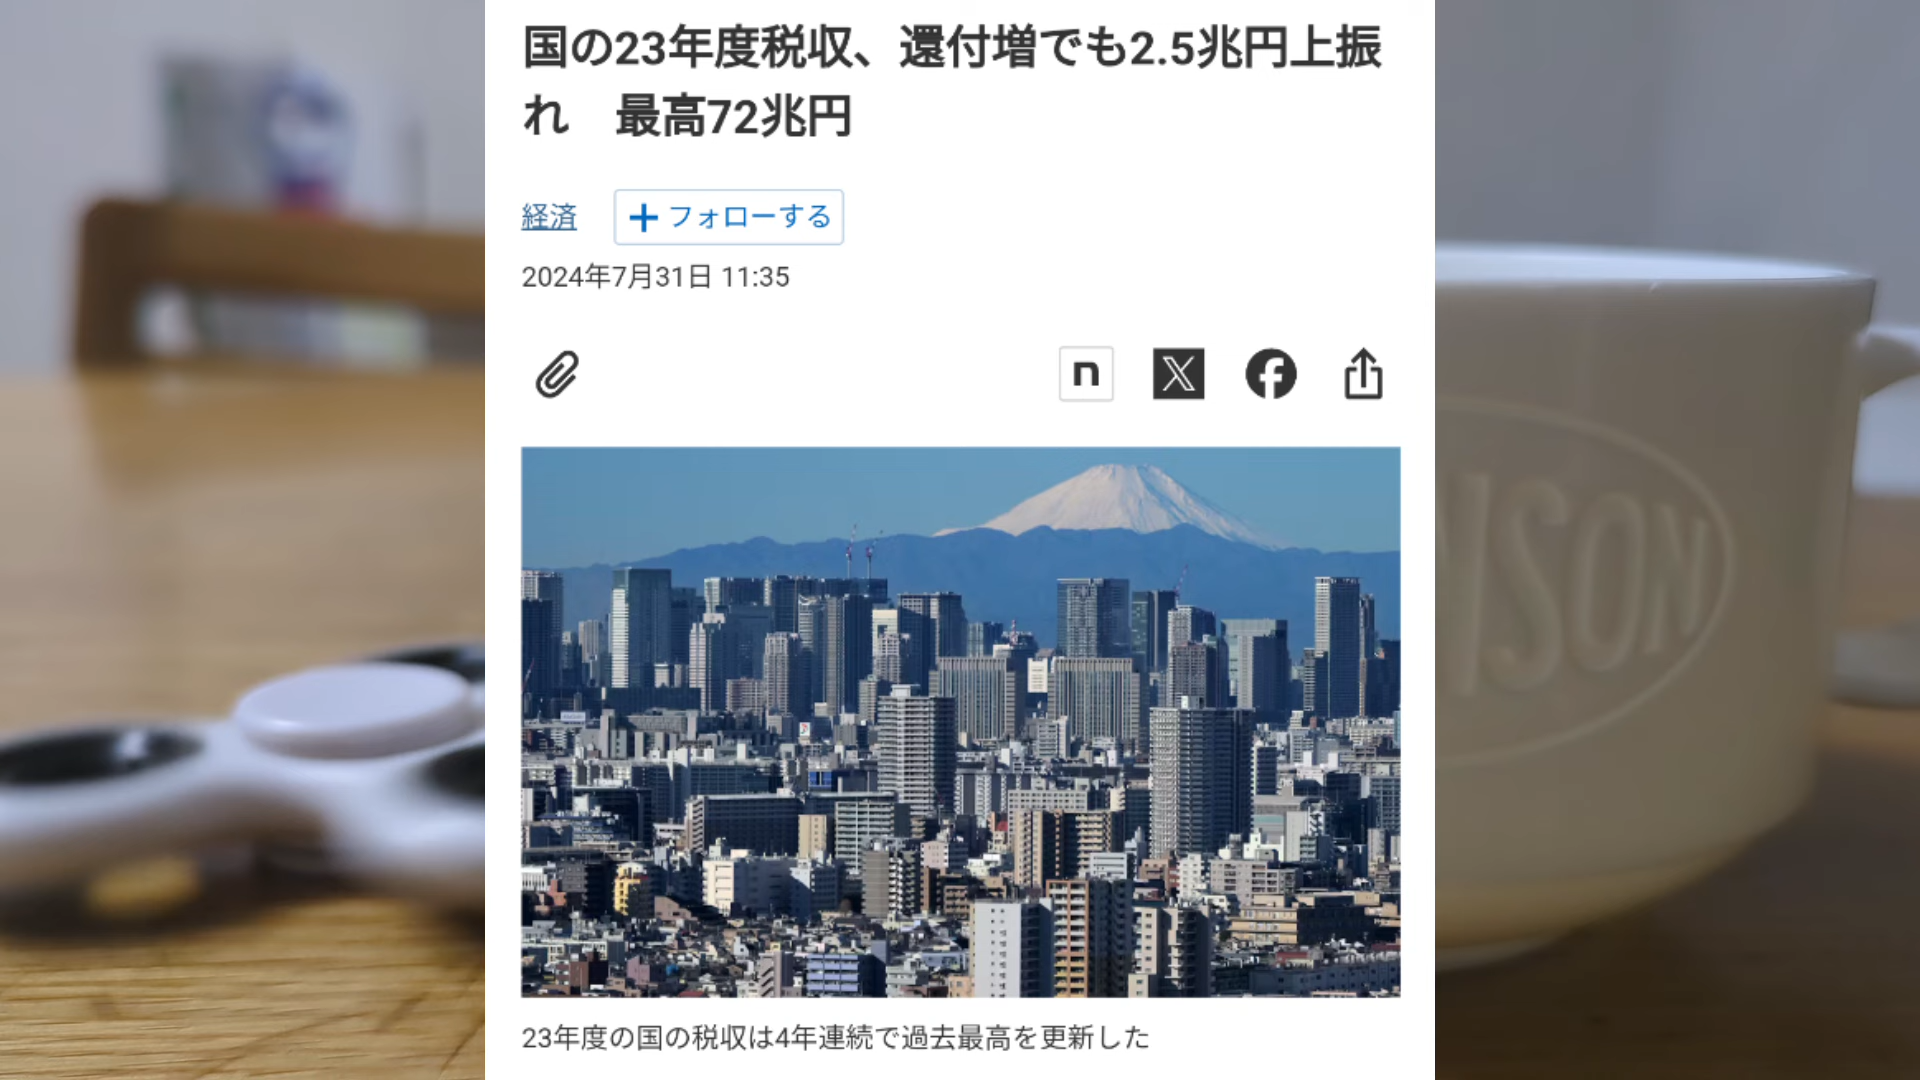 国の23年度税収、還付増でも2.5兆円上振
れ　最高72兆円
経済
フォローする
2024年7月31日 11:35
n
23年度の国の税収は4年連続で過去最高を更新した